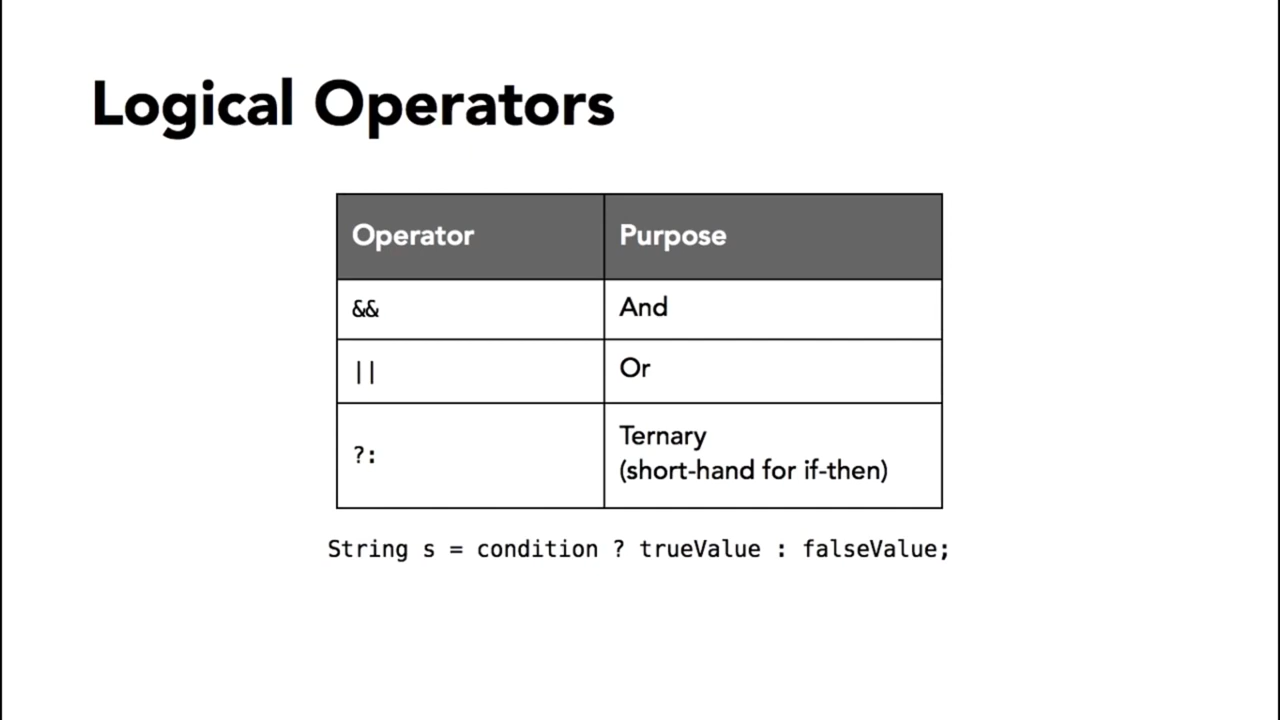 Logical Operators
Operator Purpose
&& And
|| Or
?: Ternary
(short-hand for if-then)
String s = condition ? trueValue : falseValue;